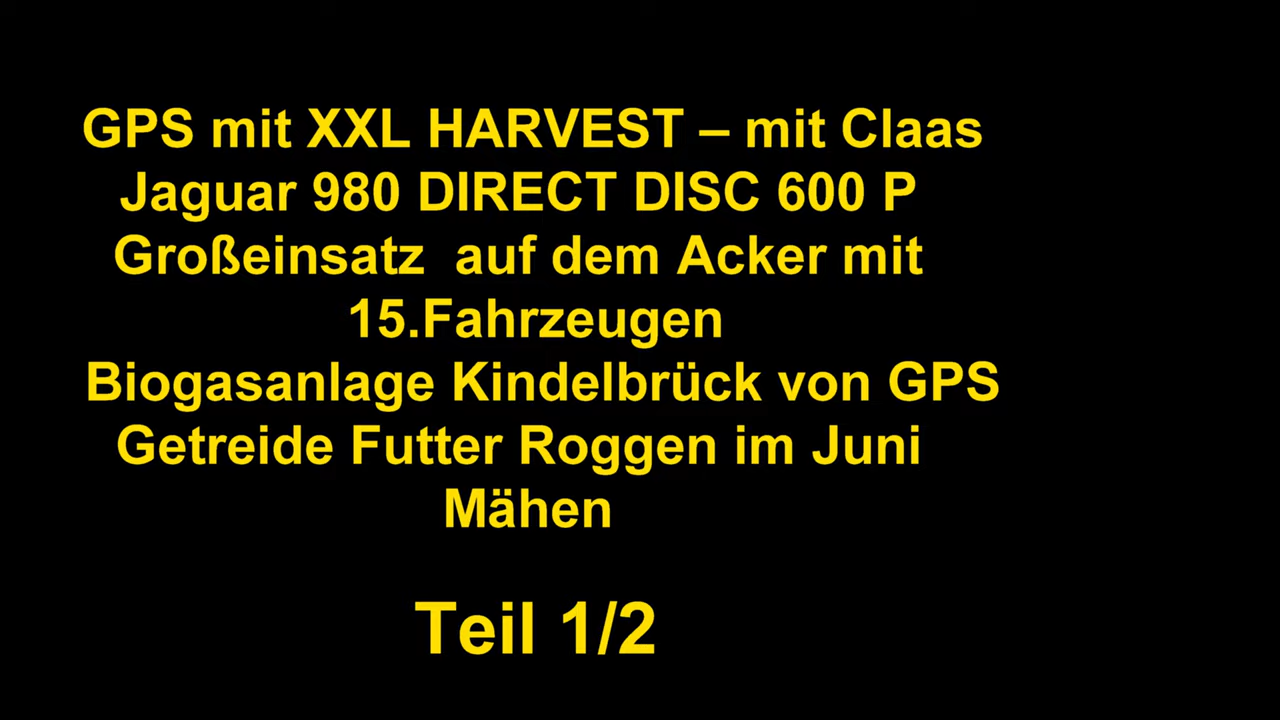 GPS mit XXL HARVEST – mit Claas
Jaguar 980 DIRECT DISC 600 P
Großeinsatz  auf dem Acker mit
15.Fahrzeugen
Biogasanlage Kindelbrück von GPS
Getreide Futter Roggen im Juni
Mähen
Teil 1/2